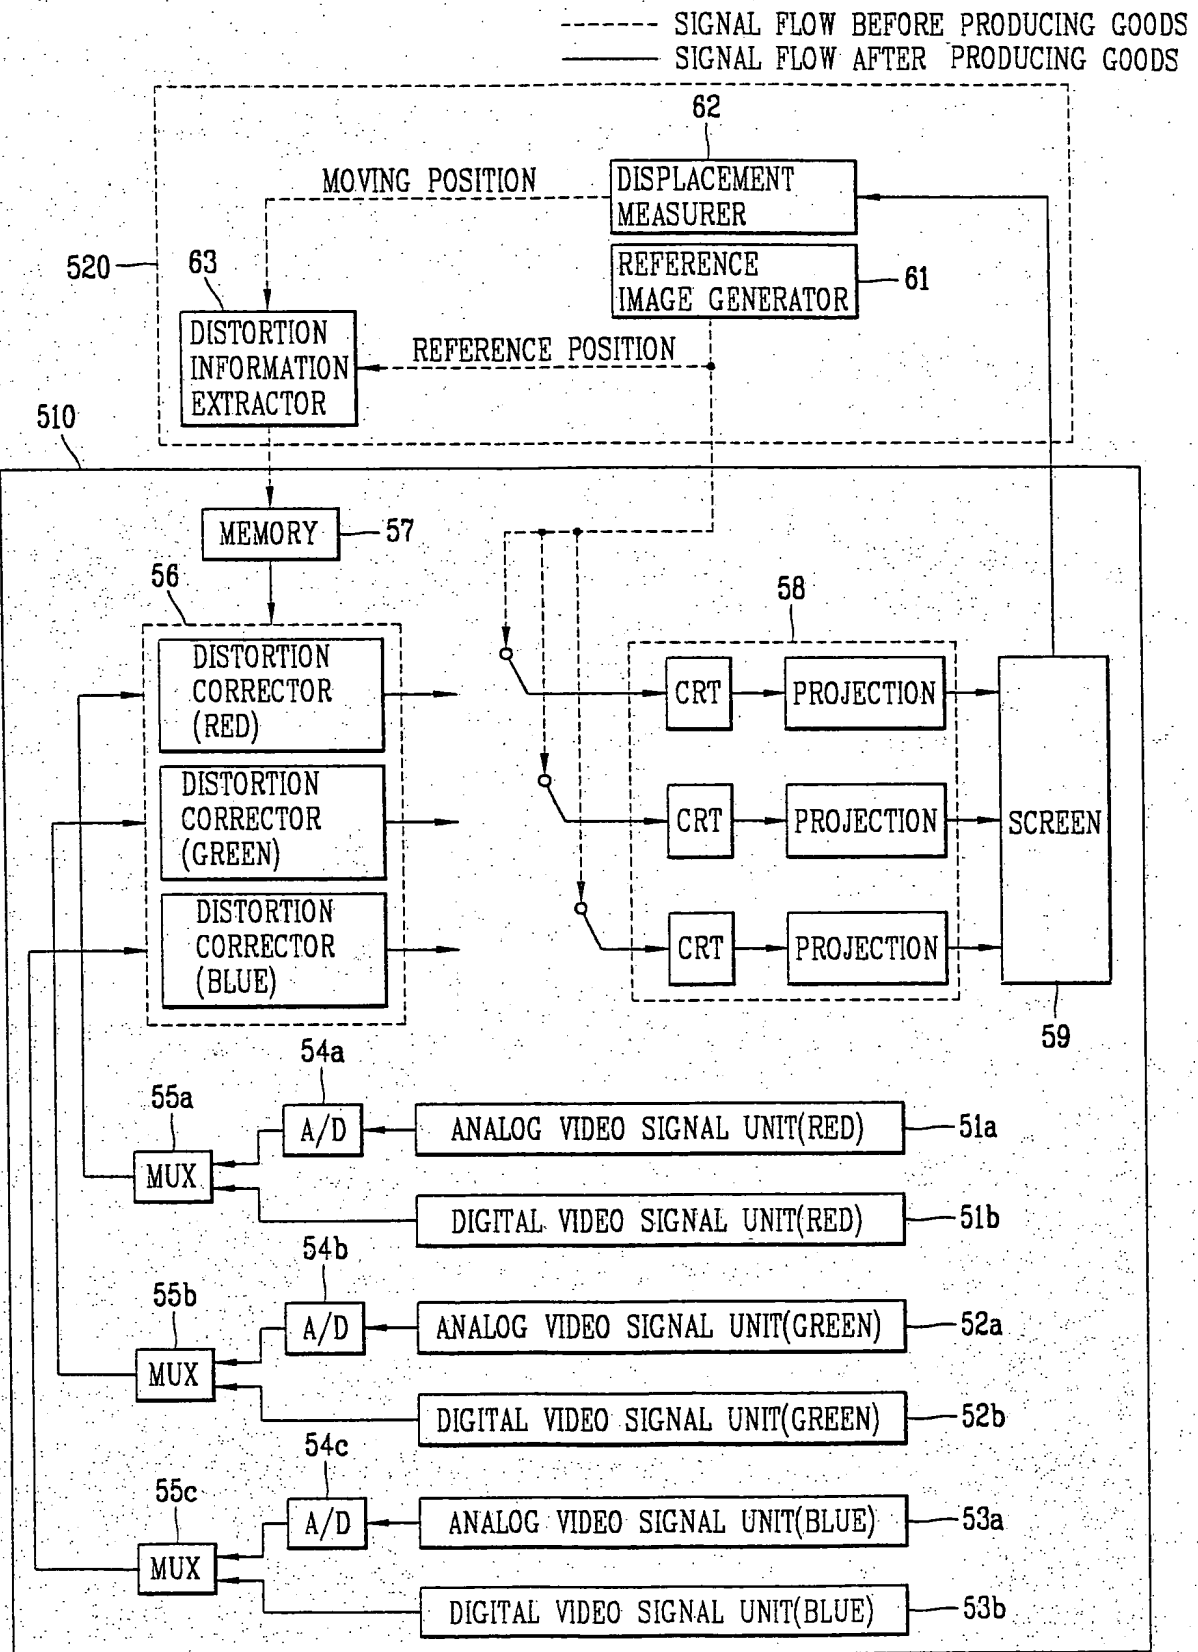 SIGNAL FLOW BEFORE PRODUCING GOODS
SIGNAL FLOW AFTER PRODUCING GOODS
62
MOVING POSITION
DISPLACEMENT
MEASURER
520
63
REFERENCE
IMAGE GENERATOR
61
DISTORTION
INFORMATION
EXTRACTOR
REFERENCE POSITION
510
MEMORY
57
56
58
DISTORTION
CORRECTOR
(RED)
CRT
PROJECTION
DISTORTION
CORRECTOR
(GREEN)
CRT
PROJECTION
SCREEN
DISTORTION
CORRECTOR
(BLUE)
CRT
PROJECTION
59
54a
55a
A/D
ANALOG VIDEO SIGNAL UNIT(RED)
51a
MUX
DIGITAL VIDEO SIGNAL UNIT(RED)
51b
54b
55b
A/D
ANALOG VIDEO SIGNAL UNIT(GREEN)
52a
MUX
DIGITAL VIDEO SIGNAL UNIT(GREEN)
52b
54c
55c
A/D
ANALOG VIDEO SIGNAL UNIT(BLUE)
53a
MUX
DIGITAL VIDEO SIGNAL UNIT(BLUE)
53b